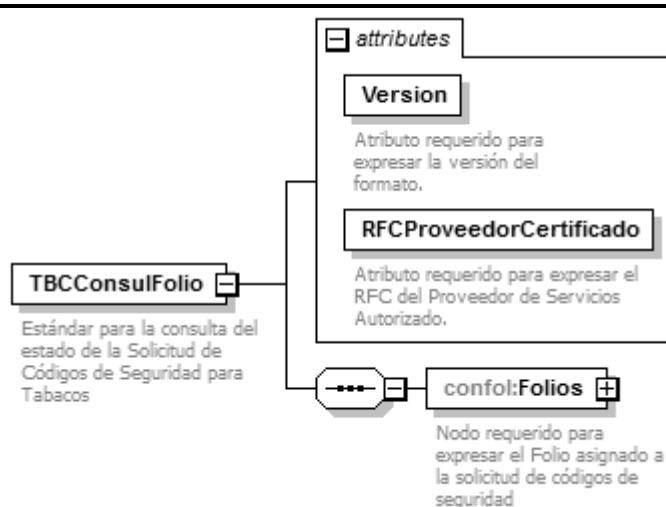 attributes
Version
Atributo requerido para
expresar la versión del
formato.
RFCProveedorCertificado
Atributo requerido para expresar el
RFC del Proveedor de Servicios
Autorizado.
TBCConsulFolio
Estándar para la consulta del
estado de la Solicitud de
Códigos de Seguridad para
Tabacos
confol:Folios
Nodo requerido para
expresar el Folio asignado a
la solicitud de códigos de
seguridad